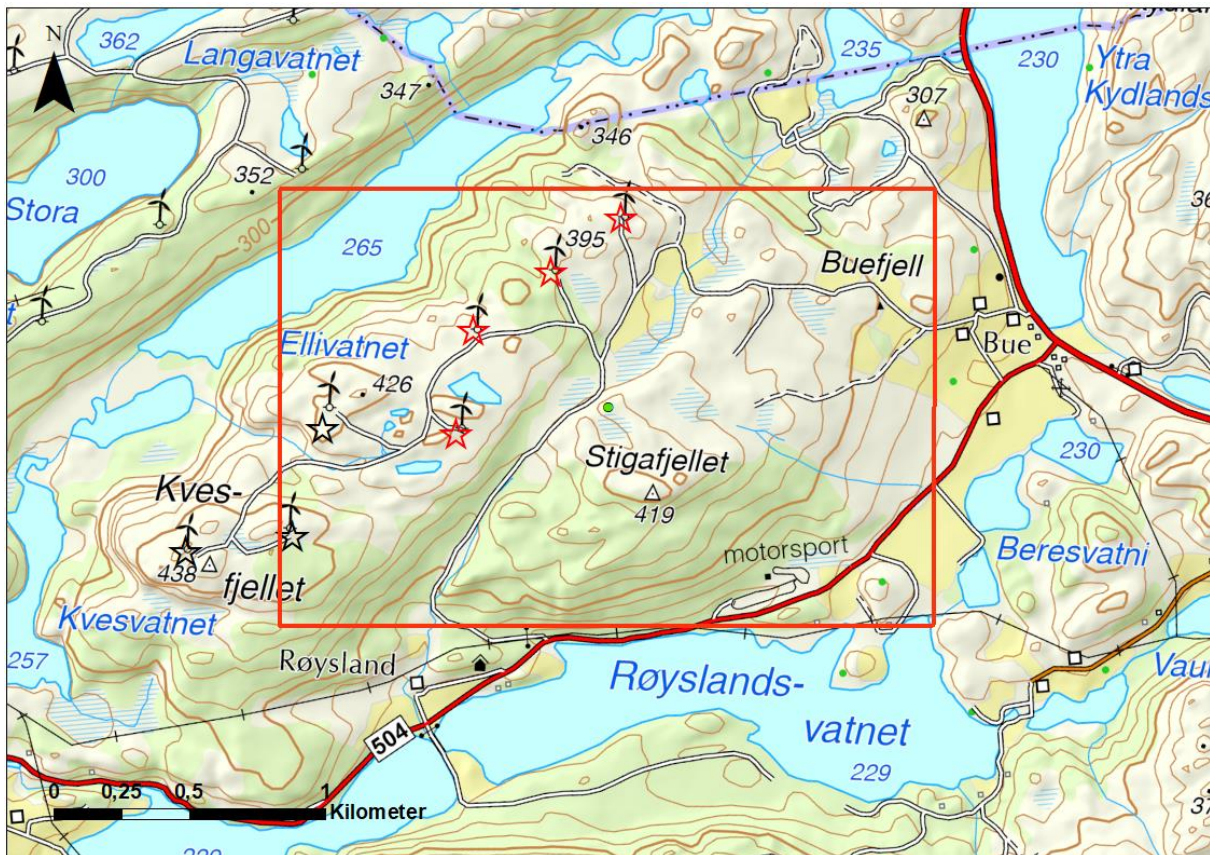 362
N
Langavatnet
235
230
Ytra
Kydlands
347
307
346
352
300
Stora
300
265
395
Buefjell
Ellivatnet
Bue
426
Stigafjellet
230
Kves-
419
motorsport
Beresvatni
438
fjellet
Kvesvatnet
257
Røysland
Røyslands-
vatnet
504
229
0 0,25 0,5 1
Kilometer